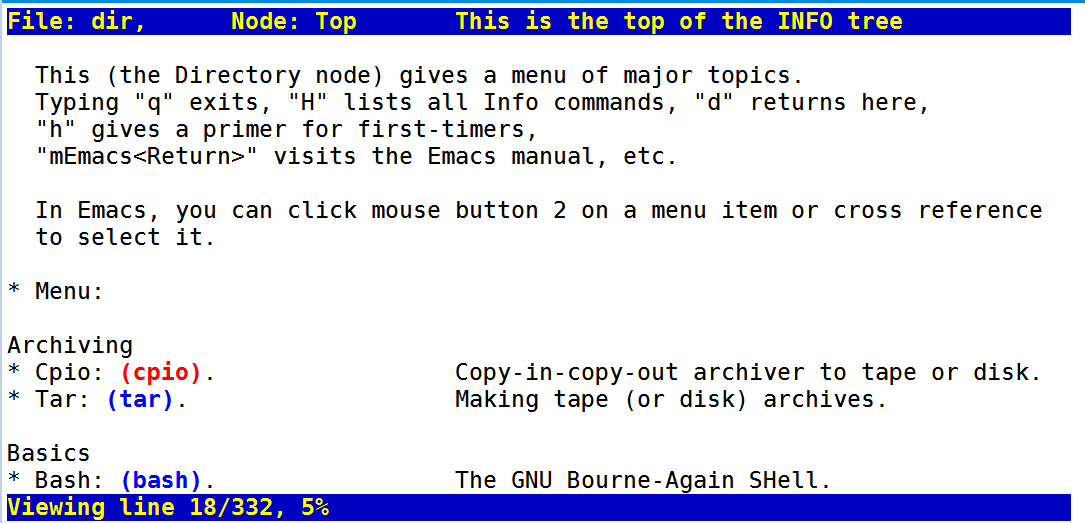 File: dir,      Node: Top       This is the top of the INFO tree
This (the Directory node) gives a menu of major topics.
Typing "q" exits, "H" lists all Info commands, "d" returns here,
"h" gives a primer for first-timers,
"mEmacs<Return>" visits the Emacs manual, etc.
In Emacs, you can click mouse button 2 on a menu item or cross reference
to select it.
* Menu:
Archiving
* Cpio: (cpio).                 Copy-in-copy-out archiver to tape or disk.
* Tar: (tar).                   Making tape (or disk) archives.
Basics
* Bash: (bash).                 The GNU Bourne-Again SHell.
Viewing line 18/332, 5%